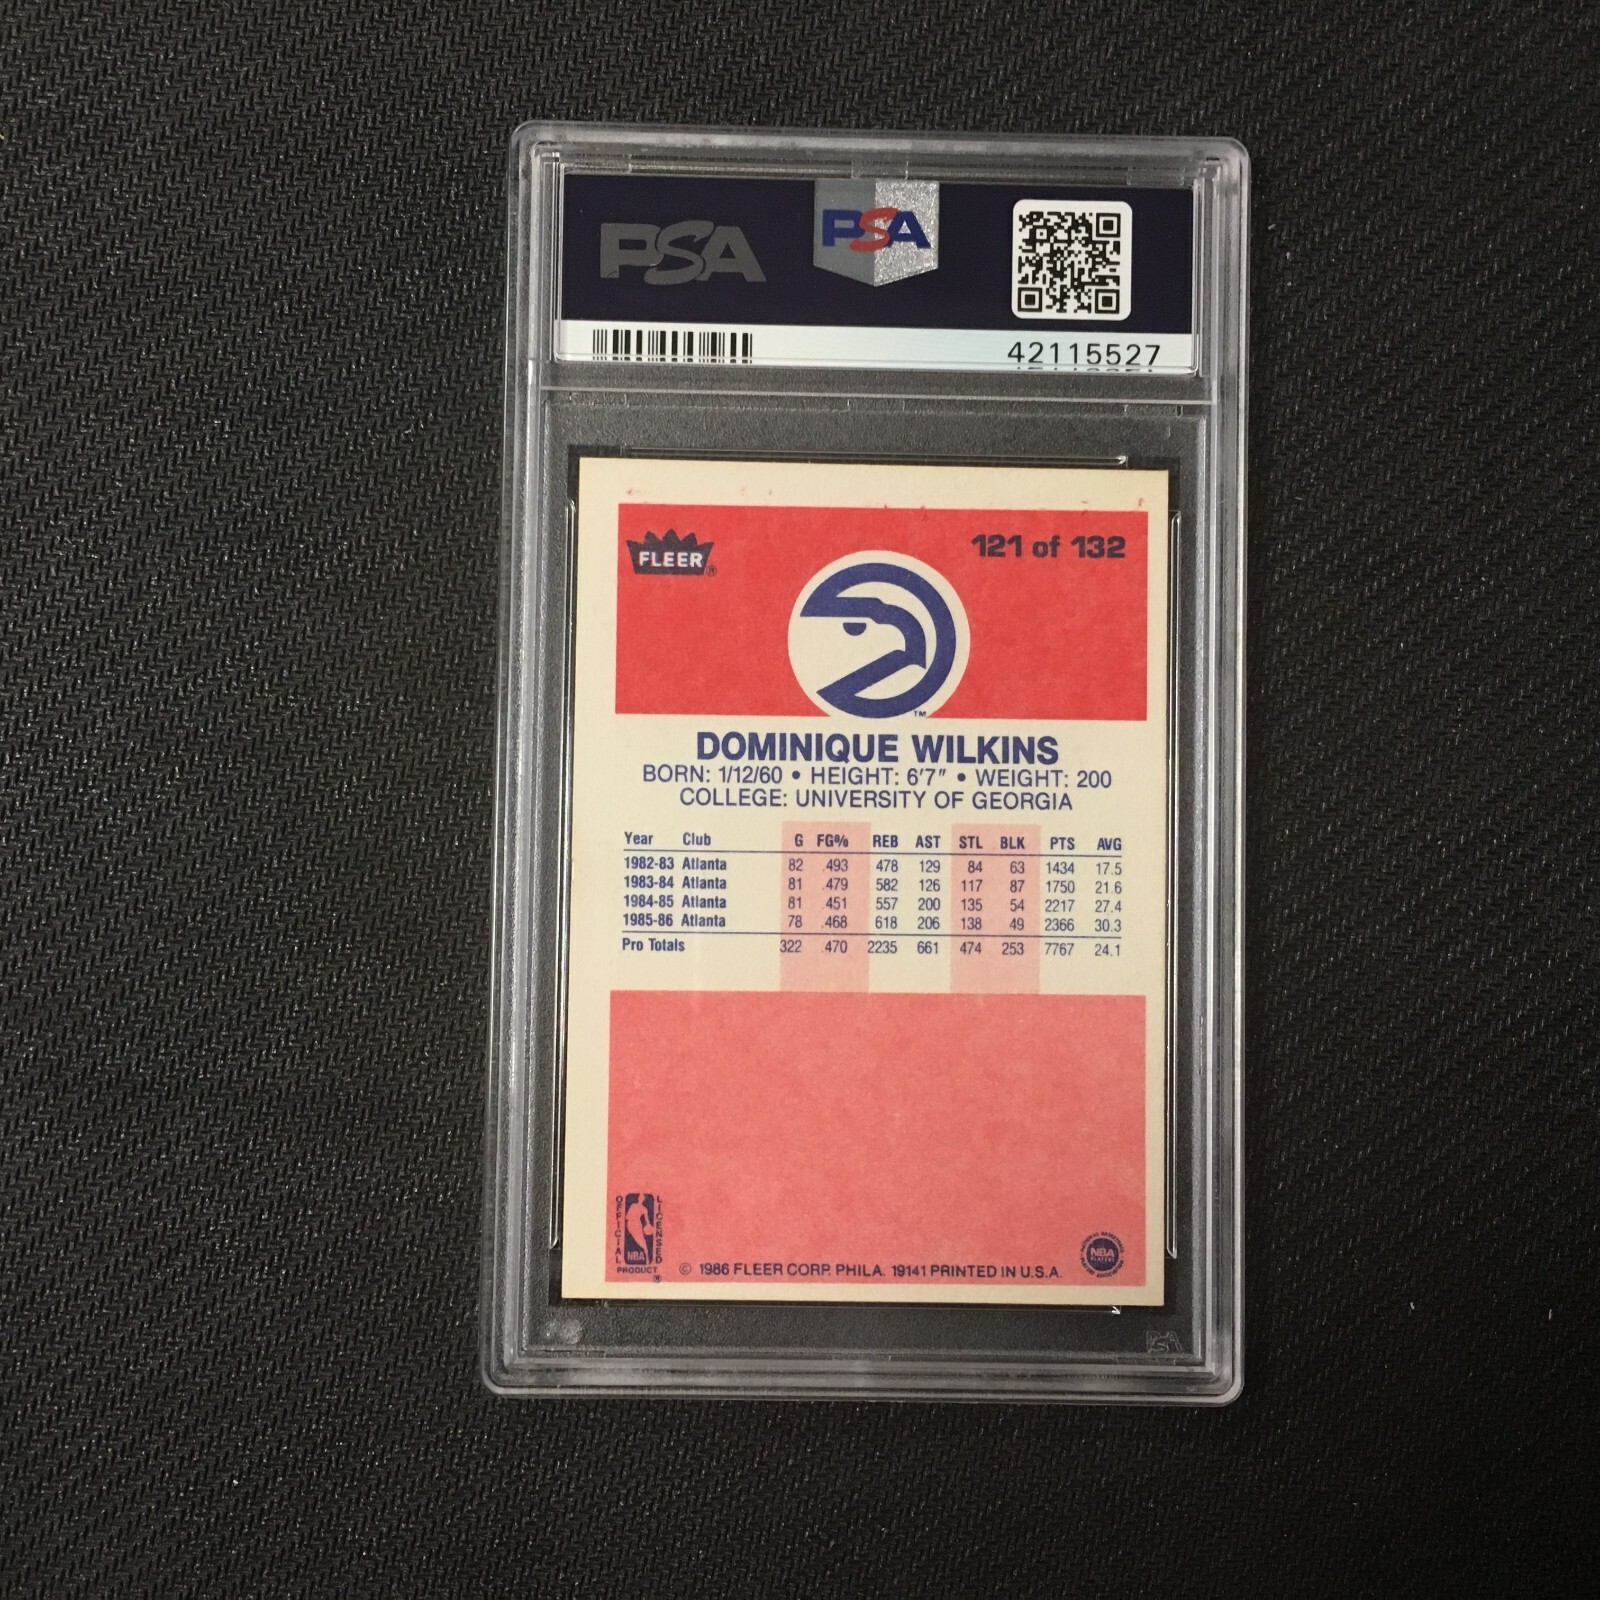 PSA
PSA
42115527
FLEER®
121 of 132
TM
DOMINIQUE WILKINS
BORN: 1/12/60 • HEIGHT: 6'7" • WEIGHT: 200
COLLEGE: UNIVERSITY OF GEORGIA
Year Club G FG% REB AST STL BLK PTS AVG
1982-83 Atlanta 82 .493 478 129 84 63 1434 17.5
1983-84 Atlanta 81 .479 582 126 117 87 1750 21.6
1984-85 Atlanta 81 .451 557 200 135 54 2217 27.4
1985-86 Atlanta 78 .468 618 206 138 49 2366 30.3
Pro Totals 322 .470 2235 661 474 253 7767 24.1
OFFICIAL
LICENSED
NBA
PRODUCT ®
© 1986 FLEER CORP. PHILA. 19141 PRINTED IN U.S.A.
NBA
PLAYERS
PSA